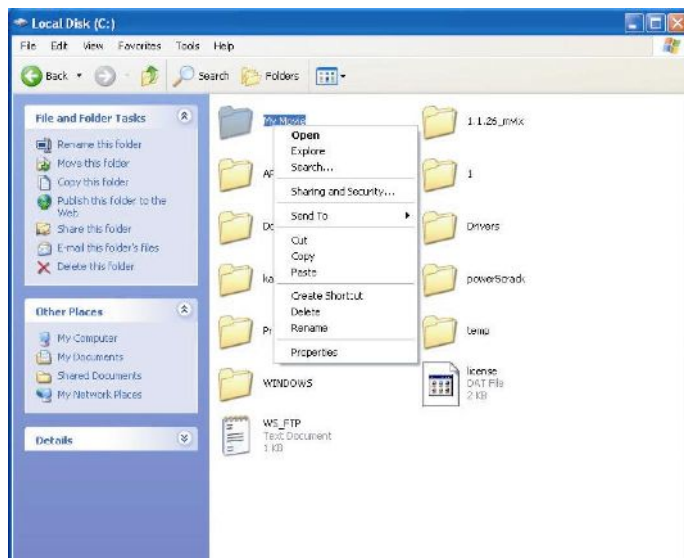 Local Disk (C:)
File Edit View Favorites Tools Help
Back Search Folders
File and Folder Tasks
Rename this folder
Move this folder
Copy this folder
Publish this folder to the
Web
Share this folder
E-mail this folder's files
Delete this folder
Other Places
My Computer
My Documents
Shared Documents
My Network Places
Details
My Movie
Open
Explore
Search...
Sharing and Security...
Send To
Cut
Copy
Paste
Create Shortcut
Delete
Rename
Properties
WINDOWS
WS_FTP
Text Document
1 KB
1
Drivers
temp
license
DAT File
2 KB